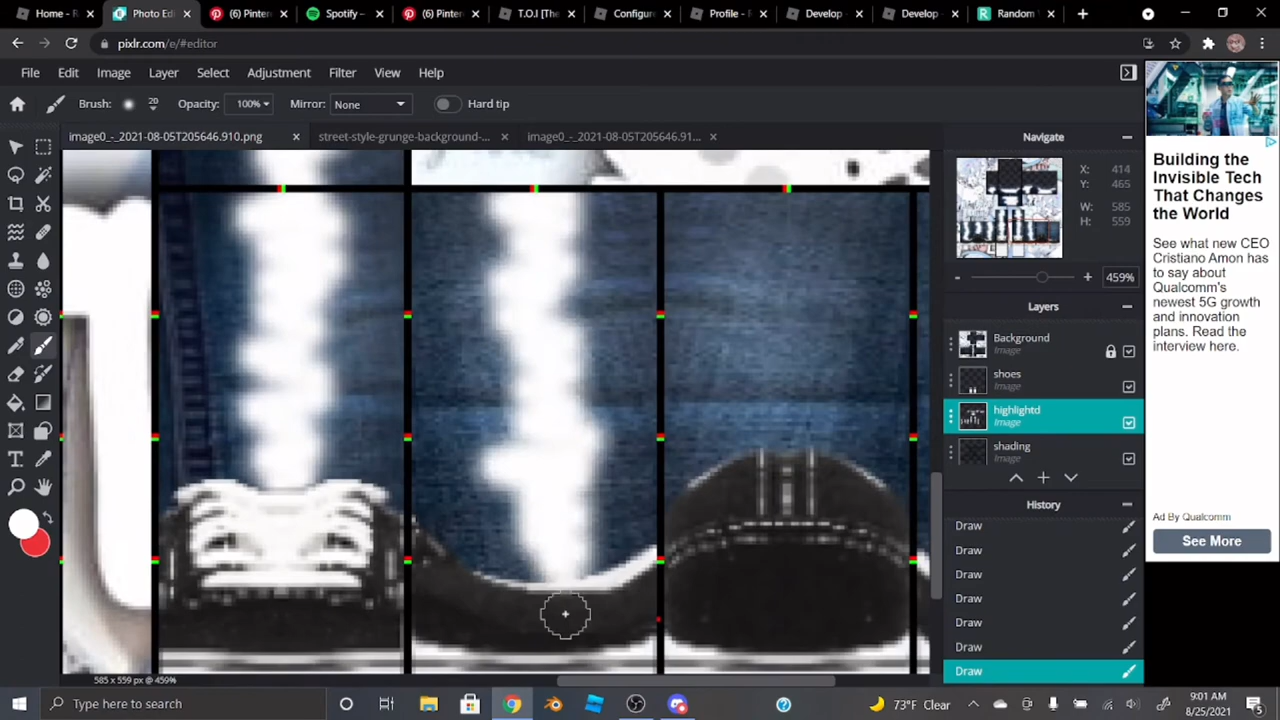 Home - R
Photo Edi
(6) Pinter
Spotify –
(6) Pinter
T.O.I [The
Configure
Profile - 
Develop -
Develop -
Random
pixlr.com/e/#editor
File Edit Image Layer Select Adjustment Filter View Help
Brush: 20 Opacity: 100% Mirror: None Hard tip
image0_-_2021-08-05T205646.910.png
street-style-grunge-background-...
image0_-_2021-08-05T205646.91...
Navigate
X: 414
Y: 465
W: 585
H: 559
459%
Layers
Background
Image
shoes
Image
highlightd
Image
shading
Image
History
Draw
Draw
Draw
Draw
Draw
Draw
Draw
585 x 559 px @ 459%
Building the
Invisible Tech
That Changes
the World
See what new CEO
Cristiano Amon has
to say about
Qualcomm's
newest 5G growth
and innovation
plans. Read the
interview here.
Ad By Qualcomm
See More
Type here to search
73°F Clear
9:01 AM
8/25/2021
5